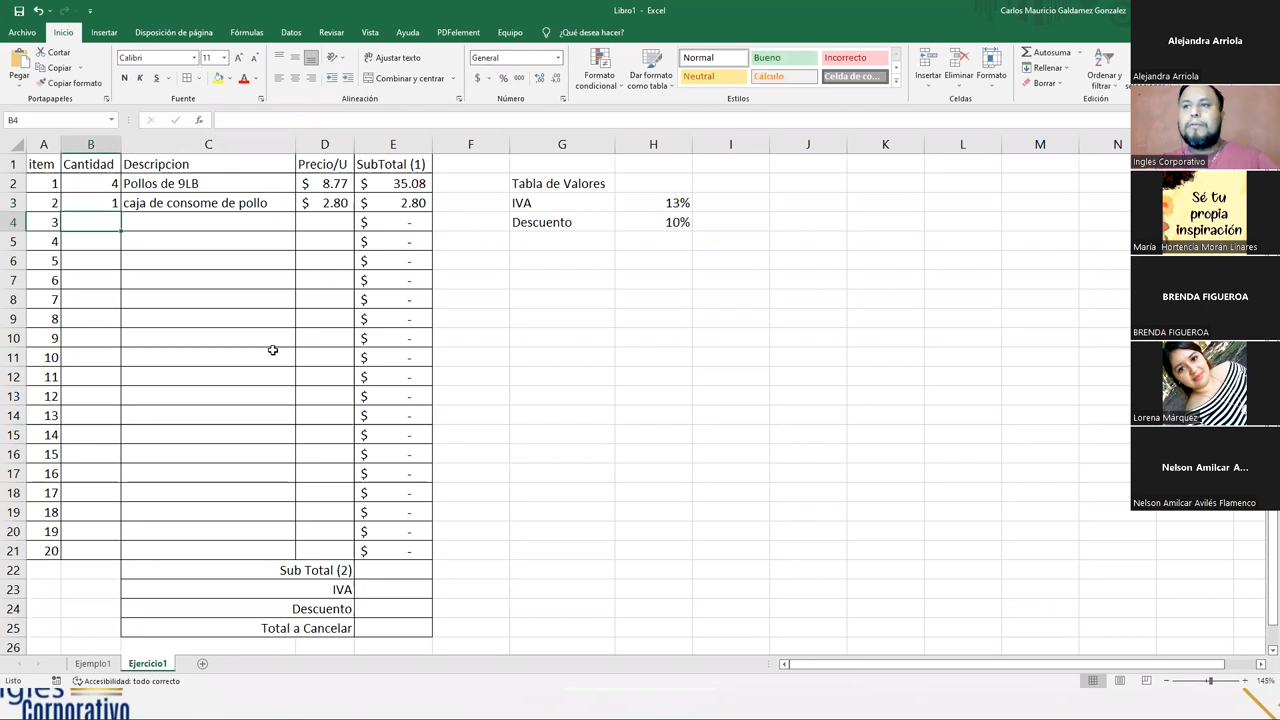 Libro1 - Excel
Carlos Mauricio Galdamez Gonzalez
Archivo Inicio Insertar Disposición de página Fórmulas Datos Revisar Vista Ayuda PDFelement Equipo ¿Qué desea hacer?
Pegar
Cortar
Copiar
Copiar formato
Portapapeles
Calibri 11
N K S
Fuente
Ajustar texto
Combinar y centrar
Alineación
General
$ % 000
Número
Formato condicional
Dar formato como tabla
Normal Bueno Incorrecto
Neutral Cálculo Celda de co...
Estilos
Insertar Eliminar Formato
Celdas
Autosuma
Rellenar
Borrar
Ordenar y filtrar
Edición
B4 fx
A B C D E F G H I J K L M N
1 item Cantidad Descripcion Precio/U SubTotal (1)
2 1 4 Pollos de 9LB $ 8.77 $ 35.08 Tabla de Valores
3 2 1 caja de consome de pollo $ 2.80 $ 2.80 IVA 13%
4 3 $ - Descuento 10%
5 4 $ -
6 5 $ -
7 6 $ -
8 7 $ -
9 8 $ -
10 9 $ -
11 10 $ -
12 11 $ -
13 12 $ -
14 13 $ -
15 14 $ -
16 15 $ -
17 16 $ -
18 17 $ -
19 18 $ -
20 19 $ -
21 20 $ -
22 Sub Total (2)
23 IVA
24 Descuento
25 Total a Cancelar
26
Ejemplo1 Ejercicio1
Listo Accesibilidad: todo correcto 145%
Ingles
Corporativo
Alejandra Arriola
Alejandra Arriola
Ingles Corporativo
Sé tu
propia
inspiración
María Hortencia Morán Linares
BRENDA FIGUEROA
BRENDA FIGUEROA
Lorena Márquez
Nelson Amilcar A...
Nelson Amilcar Avilés Flamenco